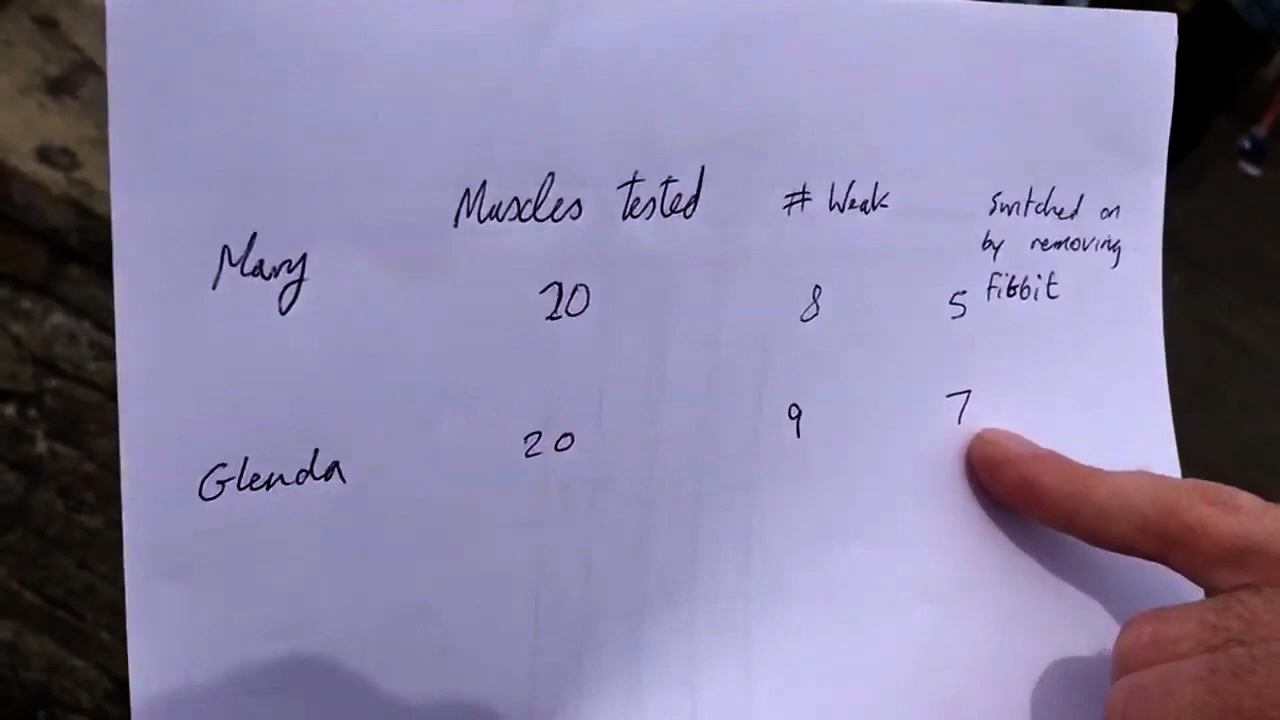 Muscles tested # Weak Switched on
by removing
fitbit
Mary 20 8 5
Glenda 20 9 7